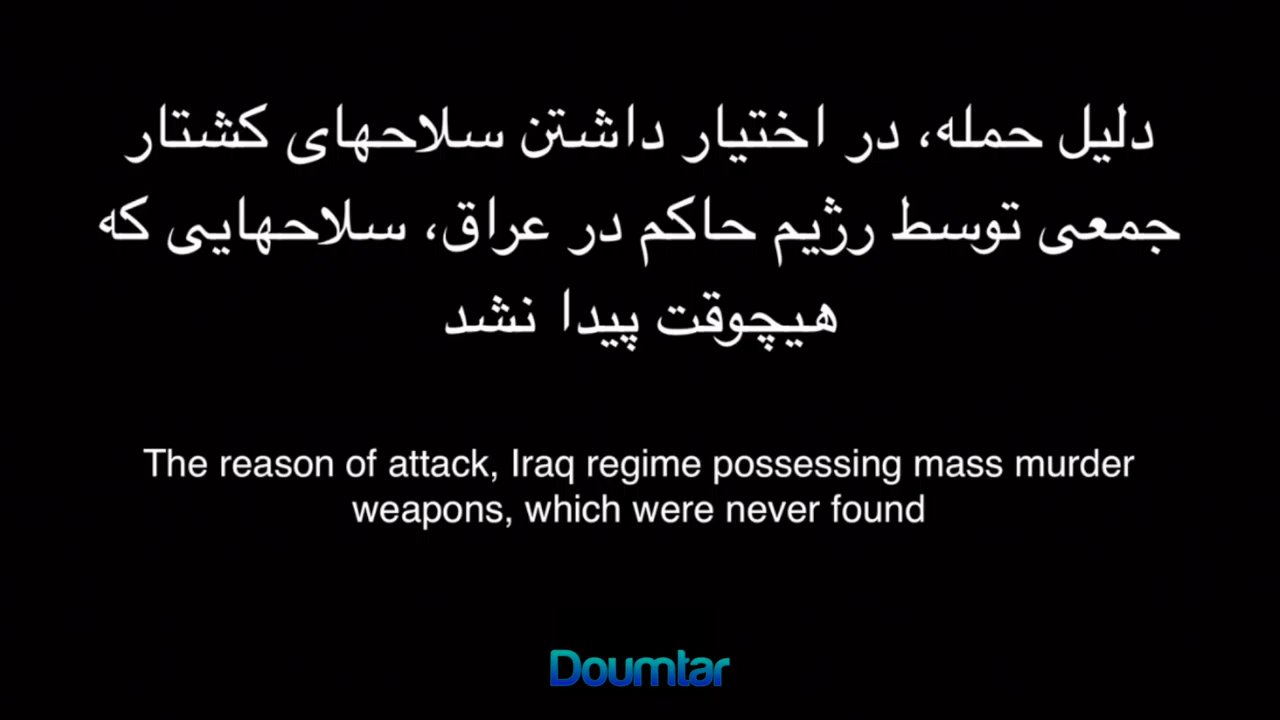 دلیل حمله، در اختیار داشتن سلاحهای کشتار
جمعی توسط رژیم حاکم در عراق، سلاحهایی که
هیچوقت پیدا نشد
The reason of attack, Iraq regime possessing mass murder
weapons, which were never found
Doumtar